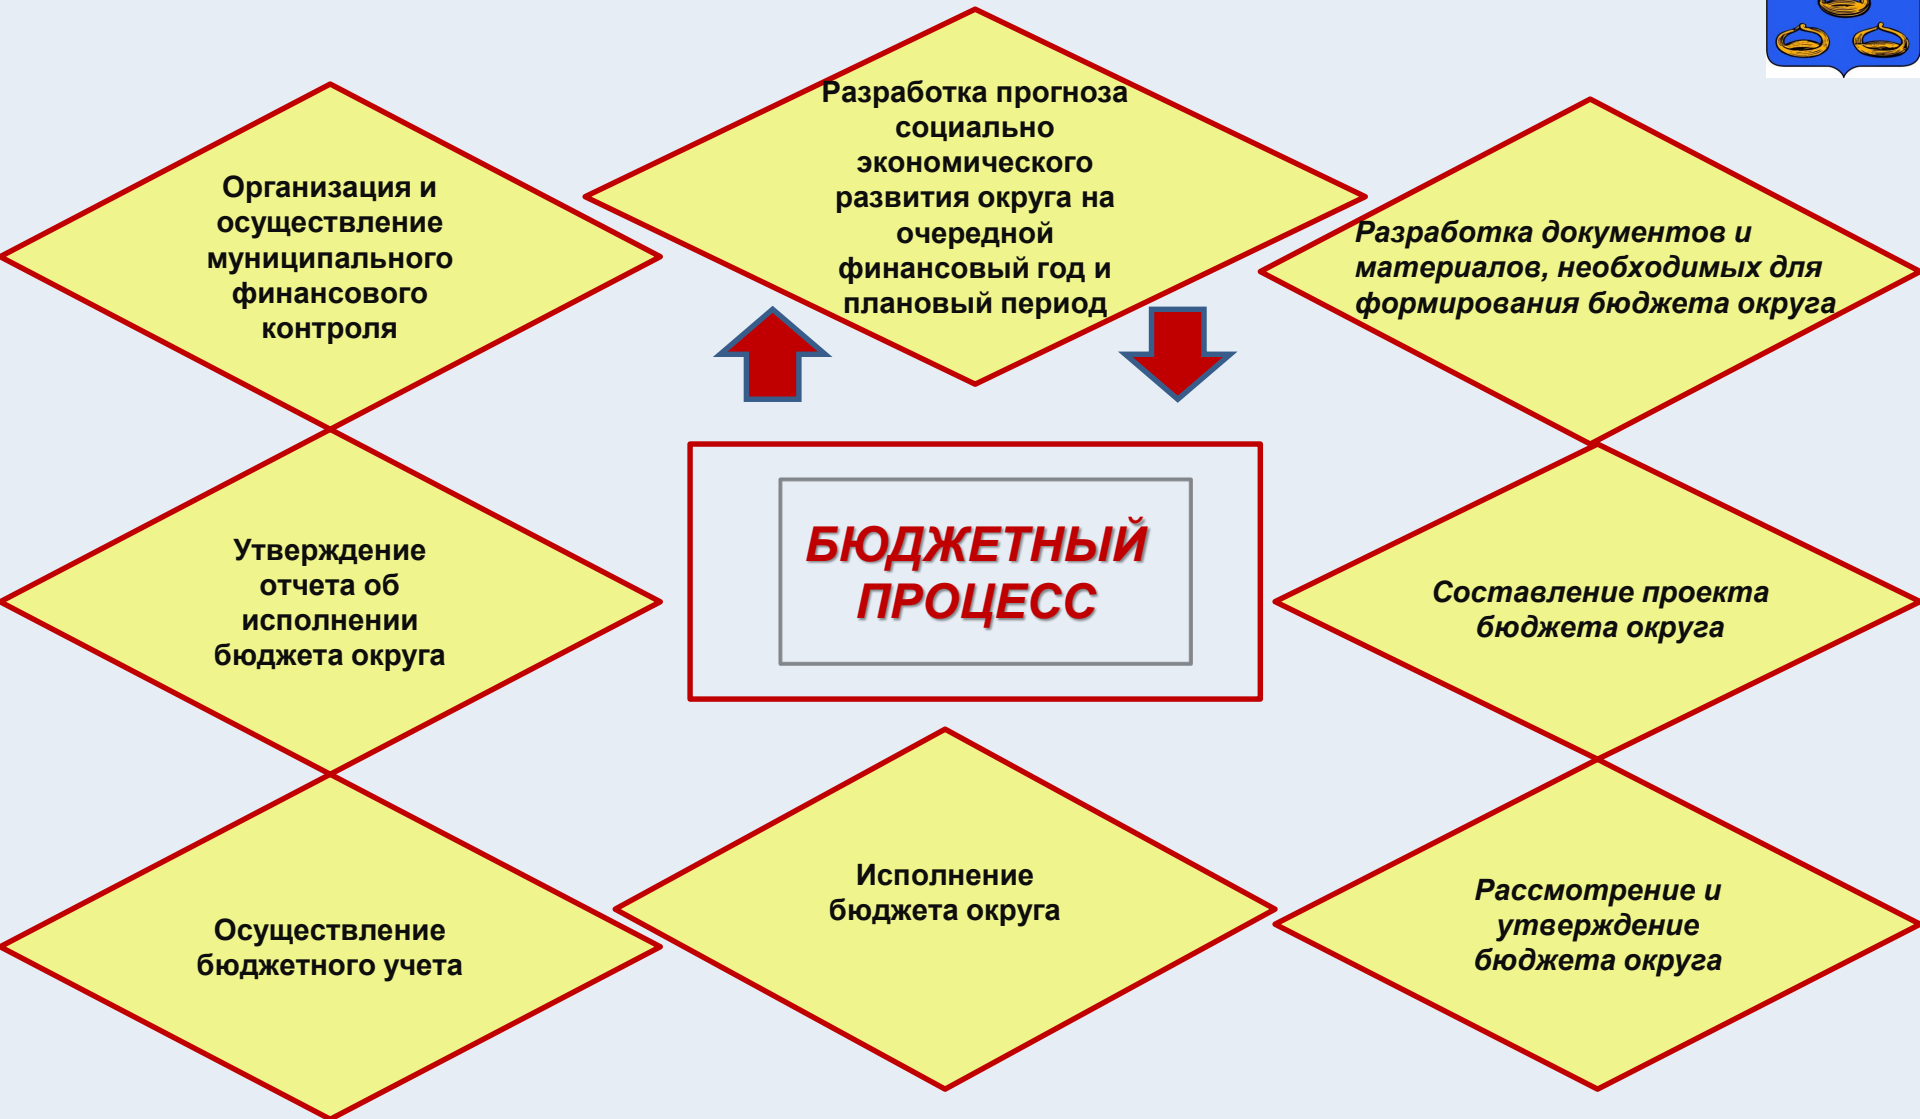 Разработка прогноза
социально
экономического
развития округа на
очередной
финансовый год и
плановый период
Организация и
осуществление
муниципального
финансового
контроля
Разработка документов и
материалов, необходимых для
формирования бюджета округа
БЮДЖЕТНЫЙ
ПРОЦЕСС
Утверждение
отчета об
исполнении
бюджета округа
Составление проекта
бюджета округа
Осуществление
бюджетного учета
Исполнение
бюджета округа
Рассмотрение и
утверждение
бюджета округа